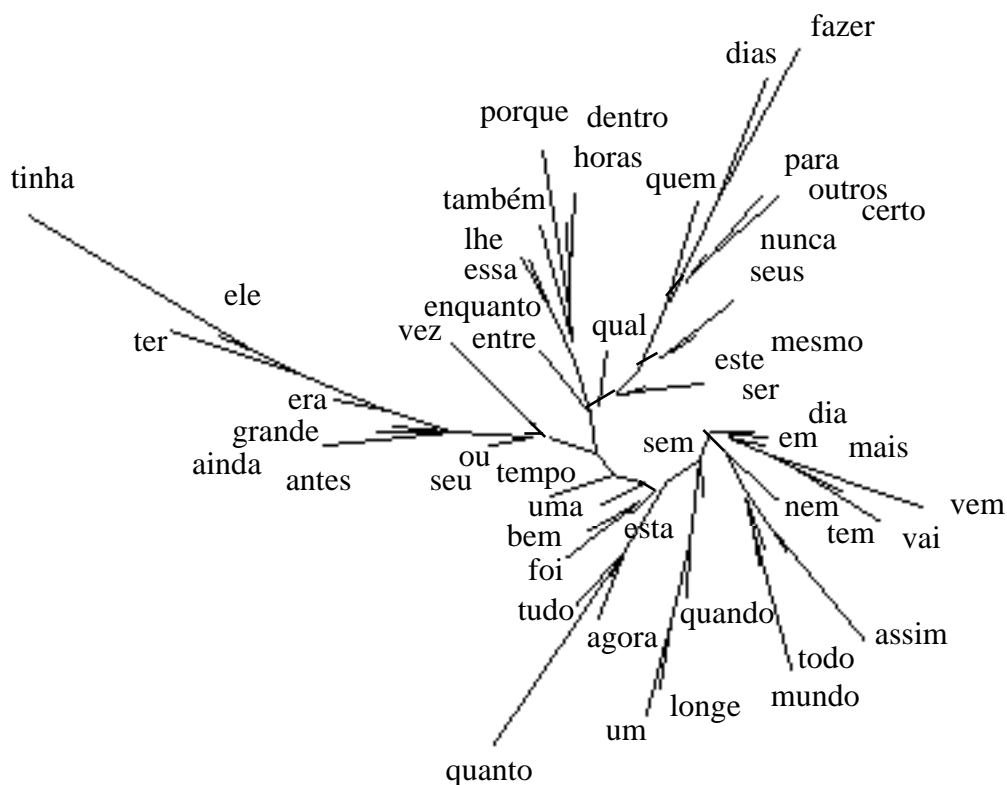 fazer
dias
porque
dentro
horas
quem
para
outros
certo
tinha
também
nunca
lhe
essa
seus
ele
enquanto
vez
entre
qual
ter
este
mesmo
ser
era
grande
dia
em
mais
sem
ainda
antes
ou
seu
tempo
uma
nem
vem
bem
esta
tem
vai
foi
tudo
agora
quando
assim
todo
mundo
longe
um
quanto